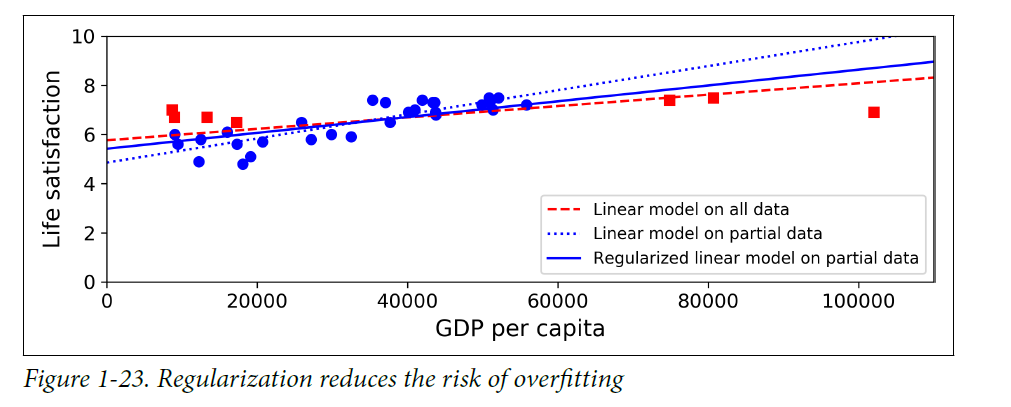 10
8
6
4
2
0
Life satisfaction
Linear model on all data
Linear model on partial data
Regularized linear model on partial data
0 20000 40000 60000 80000 100000
GDP per capita
Figure 1-23. Regularization reduces the risk of overfitting